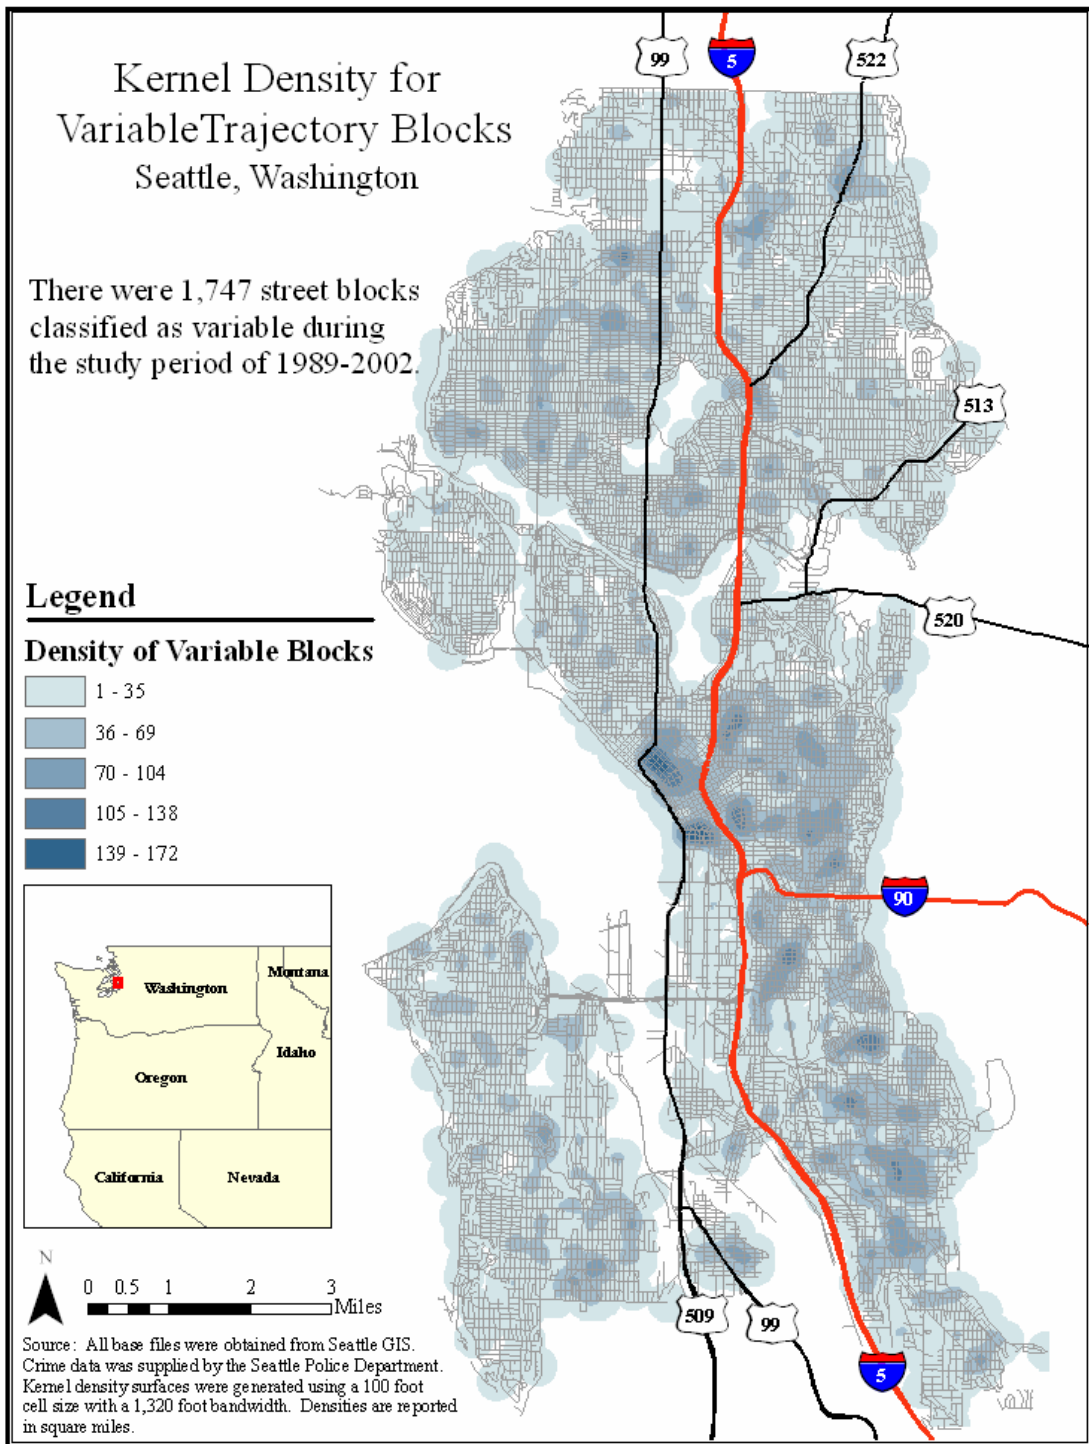 Kernel Density for
VariableTrajectory Blocks
Seattle, Washington
There were 1,747 street blocks
classified as variable during
the study period of 1989-2002.
99
5
522
513
520
90
509
99
5
Legend
Density of Variable Blocks
1 - 35
36 - 69
70 - 104
105 - 138
139 - 172
Washington
Montana
Idaho
Oregon
California
Nevada
N
0 0.5 1 2 3
Miles
Source: All base files were obtained from Seattle GIS.
Crime data was supplied by the Seattle Police Department.
Kernel density surfaces were generated using a 100 foot
cell size with a 1,320 foot bandwidth. Densities are reported
in square miles.